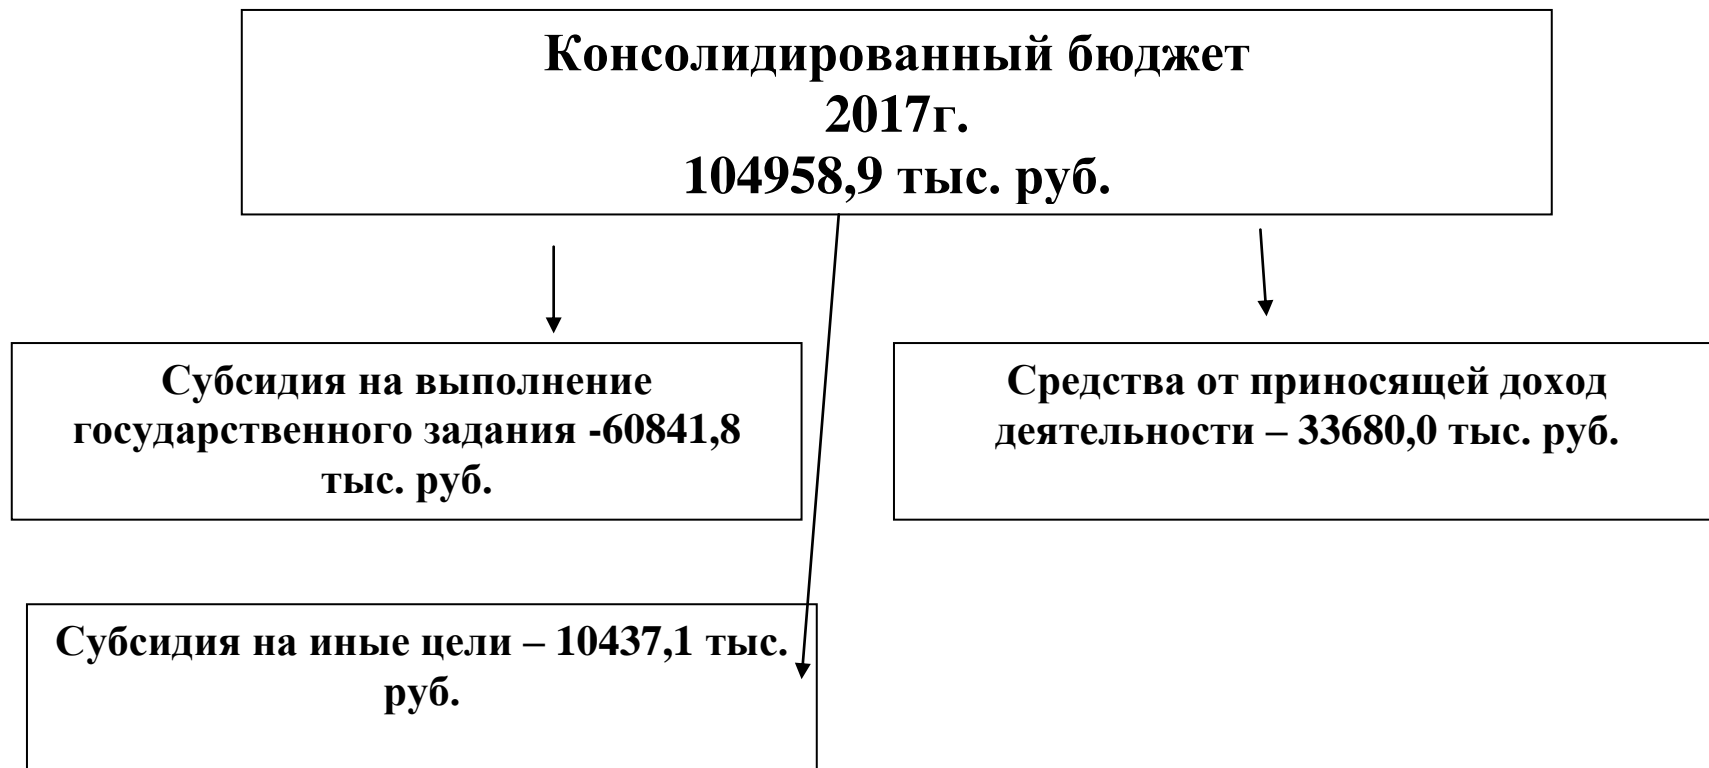 Консолидированный бюджет
2017г.
104958,9 тыс. руб.
Субсидия на выполнение
государственного задания -60841,8
тыс. руб.
Средства от приносящей доход
деятельности – 33680,0 тыс. руб.
Субсидия на иные цели – 10437,1 тыс.
руб.